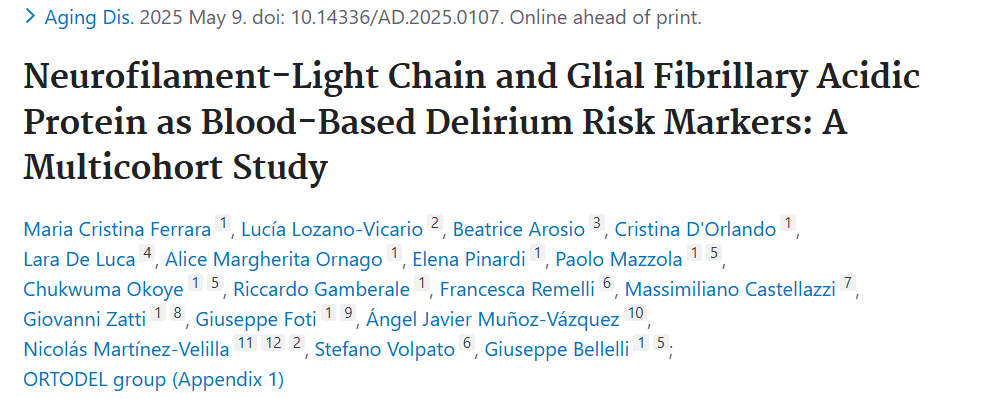 Aging Dis. 2025 May 9. doi: 10.14336/AD.2025.0107. Online ahead of print.
Neurofilament-Light Chain and Glial Fibrillary Acidic
Protein as Blood-Based Delirium Risk Markers: A
Multicohort Study
Maria Cristina Ferrara 1, Lucía Lozano-Vicario 2, Beatrice Arosio 3, Cristina D'Orlando 1,
Lara De Luca 4, Alice Margherita Ornago 1, Elena Pinardi 1, Paolo Mazzola 1 5,
Chukwuma Okoye 1 5, Riccardo Gamberale 1, Francesca Remelli 6, Massimiliano Castellazzi 7,
Giovanni Zatti 1 8, Giuseppe Foti 1 9, Ángel Javier Muñoz-Vázquez 10,
Nicolás Martínez-Velilla 11 12 2, Stefano Volpato 6, Giuseppe Bellelli 1 5;
ORTODEL group (Appendix 1)